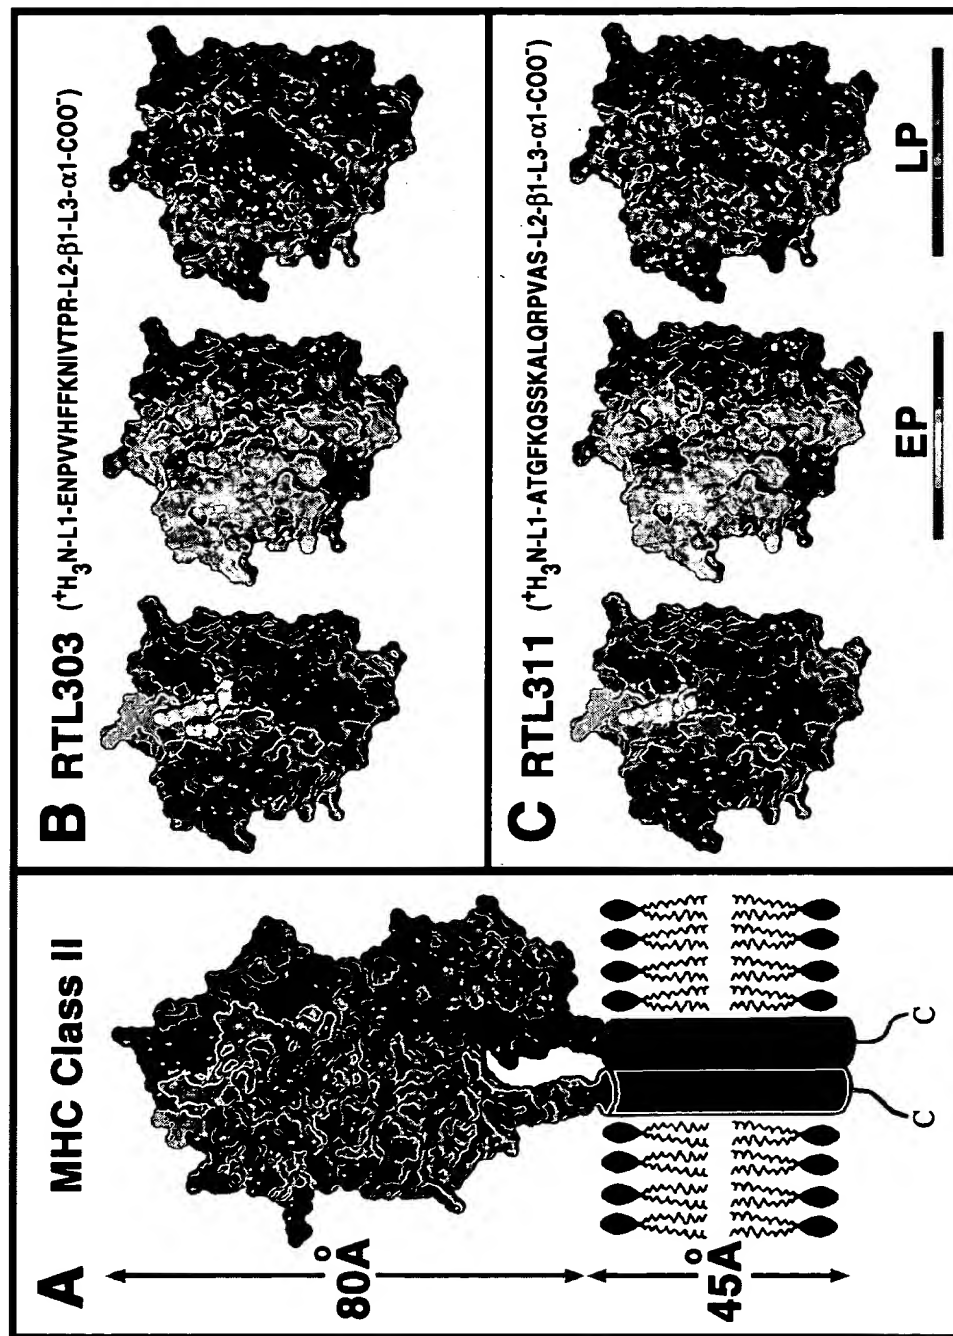 A MHC Class II
80Å
45Å
C C
B RTL303 (⁺H₃N-L1-ENPVVHFFKNIVTPR-L2-β1-L3-α1-COO⁻)
C RTL311 (⁺H₃N-L1-ATGFKQSSKALQRPVAS-L2-β1-L3-α1-COO⁻)
EP LP